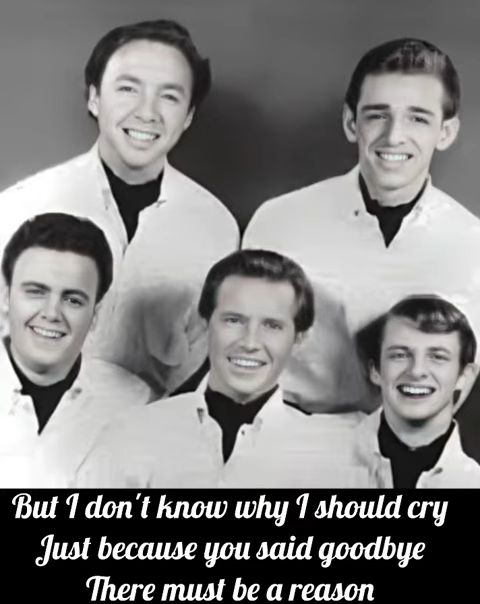 But I don't know why I should cry
Just because you said goodbye
There must be a reason